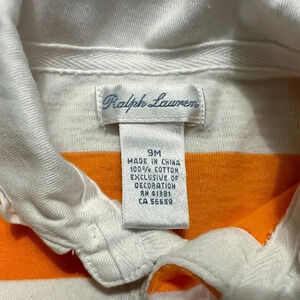 Ralph Lauren
9M
MADE IN CHINA
100% COTTON
EXCLUSIVE OF
DECORATION
RN 41381
CA 56658